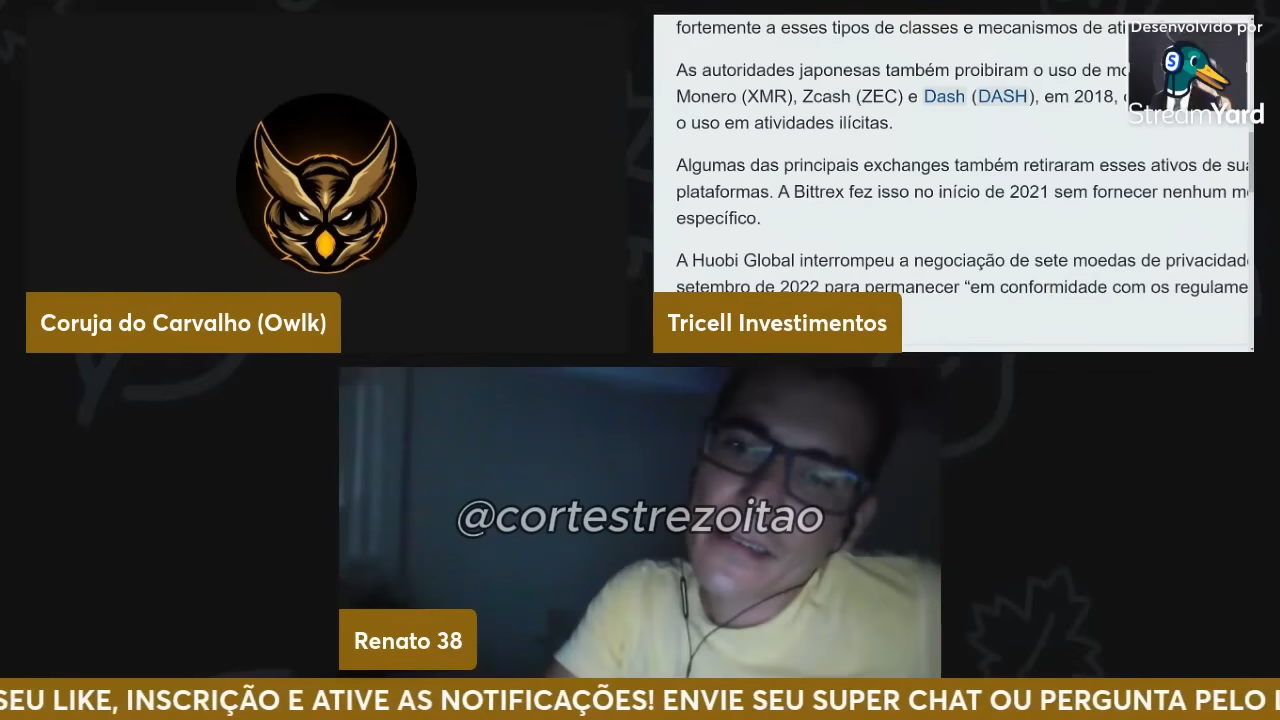 fortemente a esses tipos de classes e mecanismos de
Desenvolvido por
As autoridades japonesas também proibiram o uso de
Monero (XMR), Zcash (ZEC) e Dash (DASH), em 2018,
StreamYard
o uso em atividades ilícitas.
Algumas das principais exchanges também retiraram esses ativos de
plataformas. A Bittrex fez isso no início de 2021 sem fornecer nenhum
específico.
A Huobi Global interrompeu a negociação de sete moedas de
setembro de 2022 para permanecer “em conformidade com os
Coruja do Carvalho (Owlk)
Tricell Investimentos
@cortestrezoitao
Renato 38
SEU LIKE, INSCRIÇÃO E ATIVE AS NOTIFICAÇÕES! ENVIE SEU SUPER CHAT OU PERGUNTA PELO